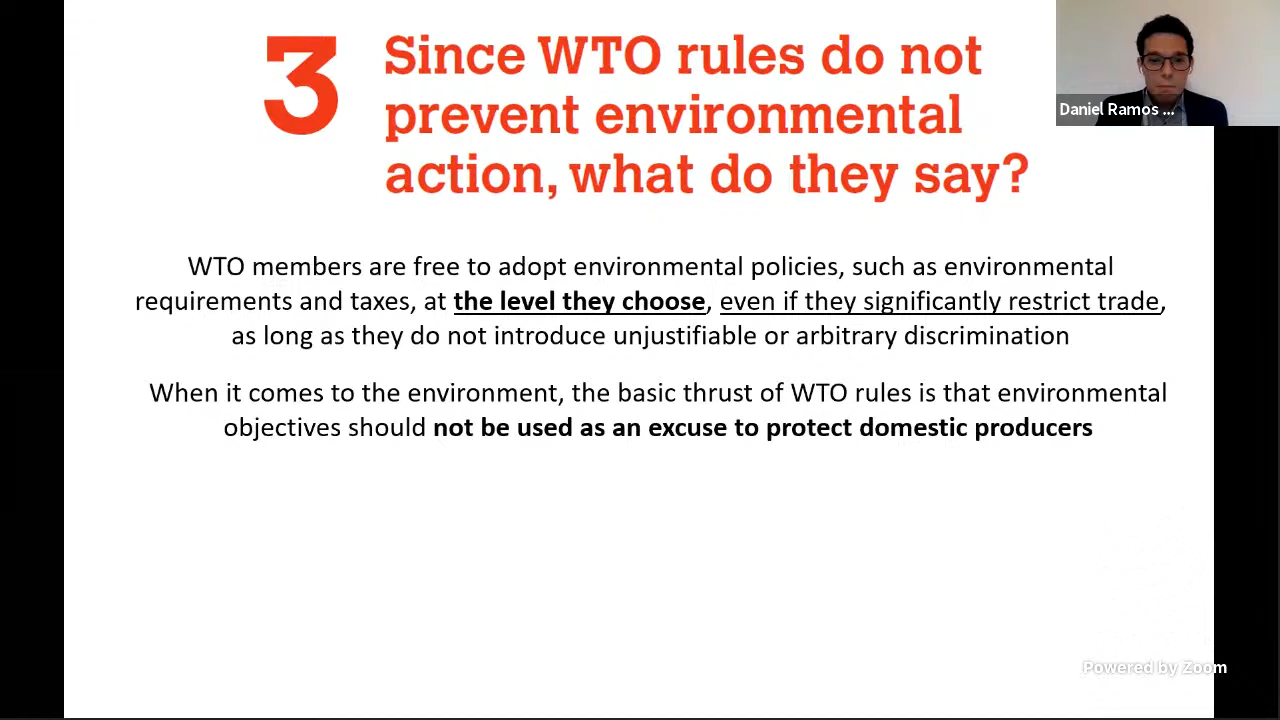 3
Since WTO rules do not
prevent environmental
action, what do they say?
Daniel Ramos ...
WTO members are free to adopt environmental policies, such as environmental
requirements and taxes, at the level they choose, even if they significantly restrict trade,
as long as they do not introduce unjustifiable or arbitrary discrimination
When it comes to the environment, the basic thrust of WTO rules is that environmental
objectives should not be used as an excuse to protect domestic producers
Powered by Zoom